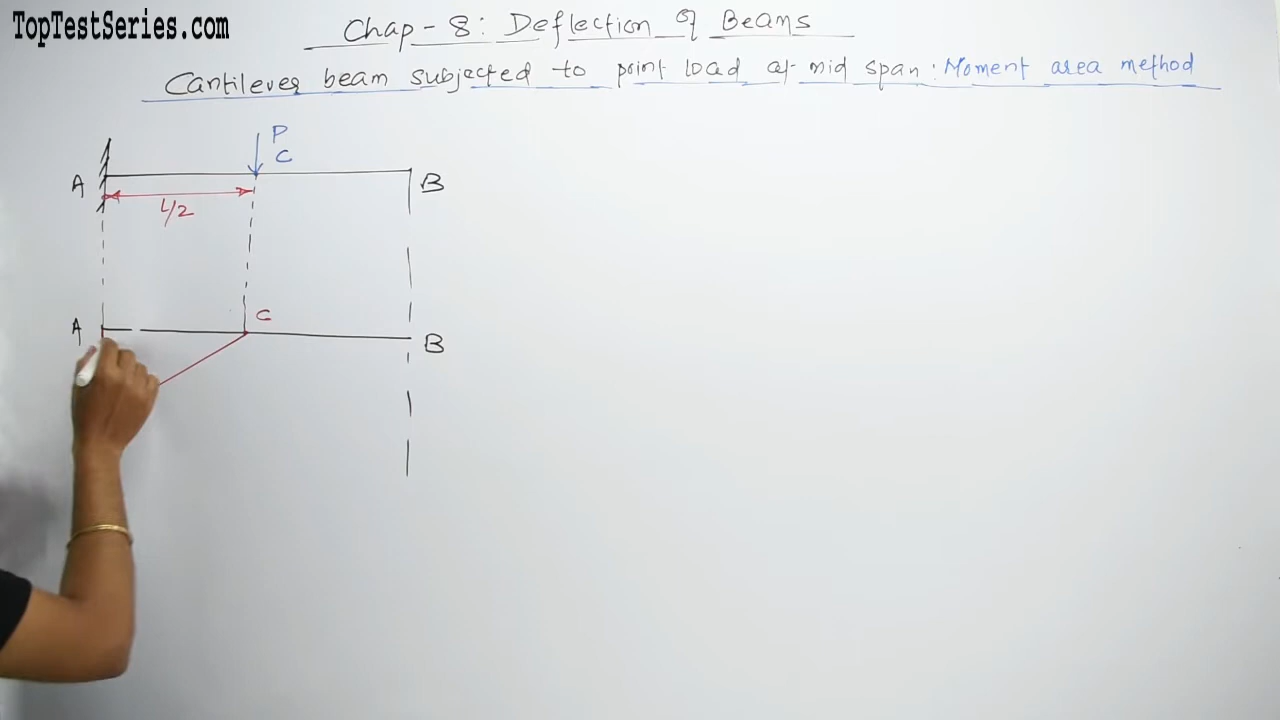 TopTestSeries.com
Chap - 8 : Deflection of Beams
Cantilever beam subjected to point load at mid span : Moment area method
P
C
A
B
L/2
C
A
B